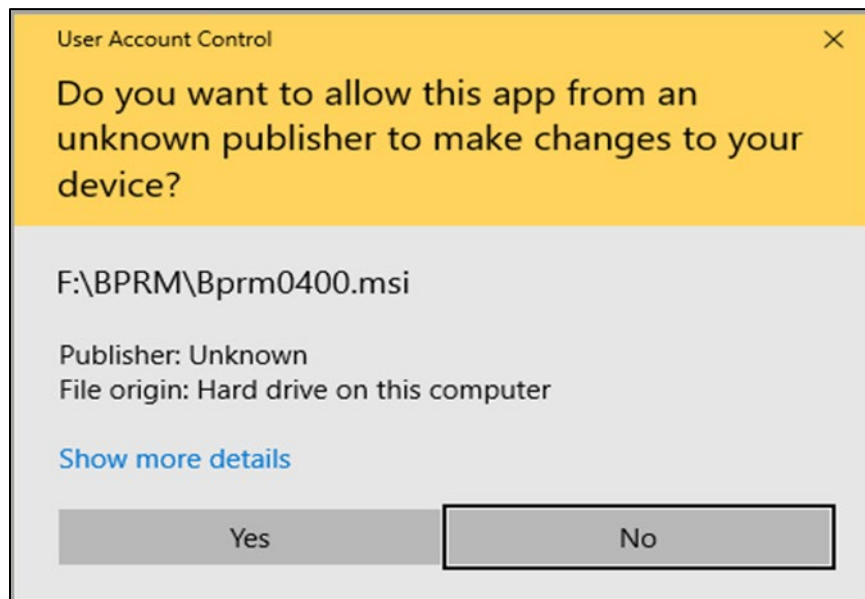 User Account Control
Do you want to allow this app from an
unknown publisher to make changes to your
device?
F:\BPRM\Bprm0400.msi
Publisher: Unknown
File origin: Hard drive on this computer
Show more details
Yes
No